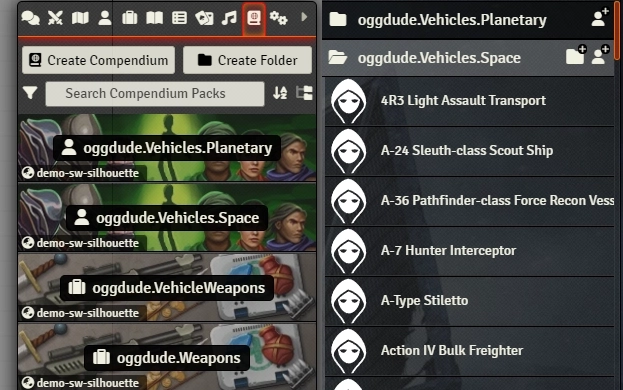 Create Compendium
Create Folder
Search Compendium Packs
oggdude.Vehicles.Planetary
demo-sw-silhouette
oggdude.Vehicles.Space
demo-sw-silhouette
oggdude.VehicleWeapons
demo-sw-silhouette
oggdude.Weapons
demo-sw-silhouette
oggdude.Vehicles.Planetary
oggdude.Vehicles.Space
4R3 Light Assault Transport
A-24 Sleuth-class Scout Ship
A-36 Pathfinder-class Force Recon Vess
A-7 Hunter Interceptor
A-Type Stiletto
Action IV Bulk Freighter